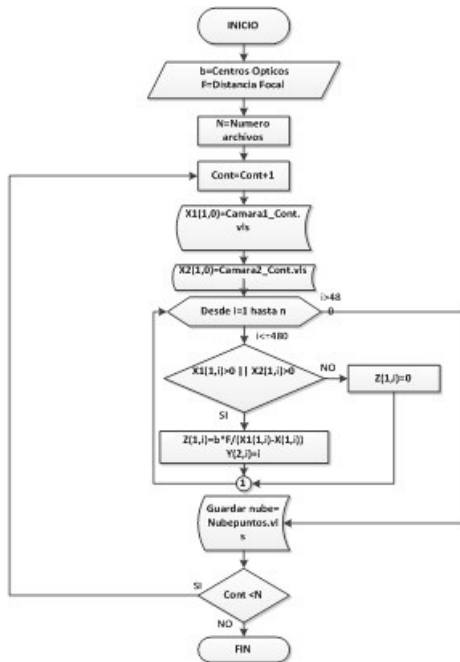 INICIO
b=Centros Opticos
F=Distancia Focal
N=Numero
archivos
Cont=Cont+1
X1(1,0)=Camara1_Cont.
vls
X2(1,0)=Camara2_Cont.vls
Desde i=1 hasta n
i>48
0
i<=480
X1(1,i)>0 || X2(1,i)>0
NO
Z(1,i)=0
SI
Z(1,i)=b*F/(X1(1,i)-X(1,i))
Y(2,i)=i
1
Guardar nube=
Nubepuntos.vl
s
SI
Cont <N
NO
FIN